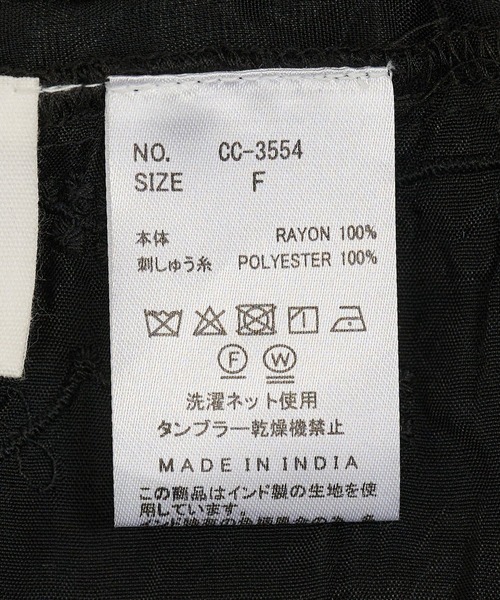 NO. CC-3554
SIZE F
本体 RAYON 100%
刺しゅう糸 POLYESTER 100%
F W
洗濯ネット使用
タンブラー乾燥機禁止
MADE IN INDIA
この商品はインド製の生地を使
用しています。